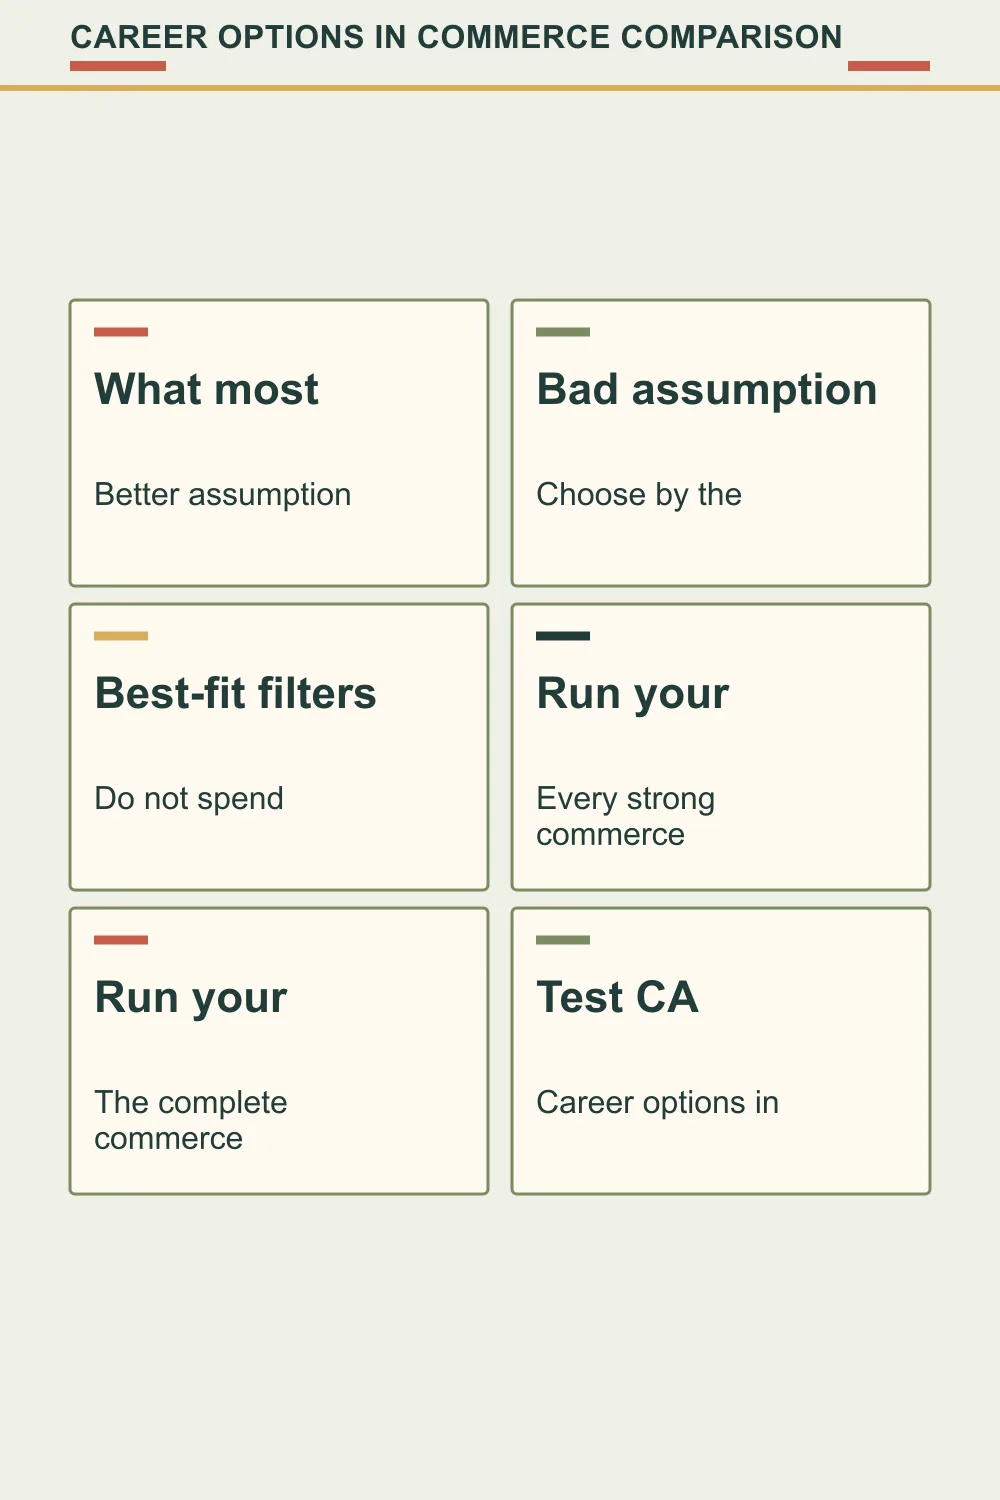 CAREER OPTIONS IN COMMERCE COMPARISON
What most
Better assumption
Bad assumption
Choose by the
Best-fit filters
Do not spend
Run your
Every strong
commerce
Run your
The complete
commerce
Test CA
Career options in